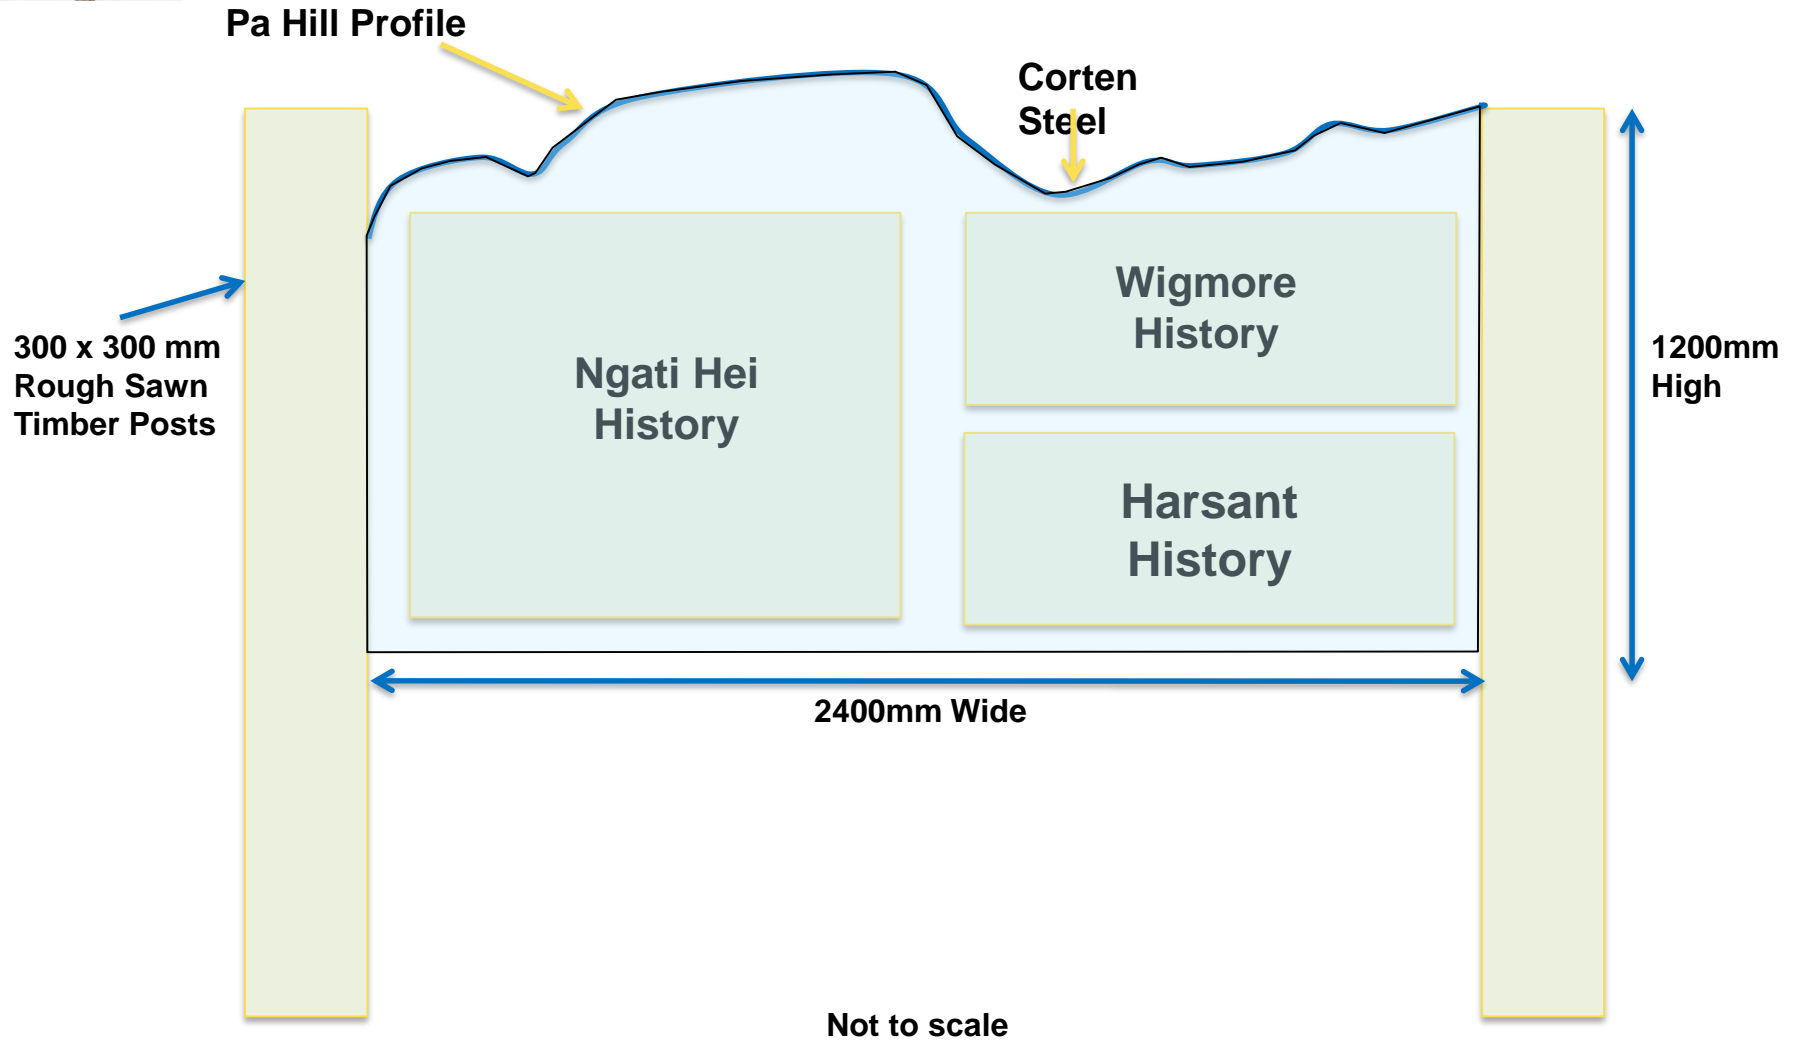 Pa Hill Profile
Corten
Steel
300 x 300 mm
Rough Sawn
Timber Posts
Ngati Hei
History
Wigmore
History
Harsant
History
1200mm
High
2400mm Wide
Not to scale